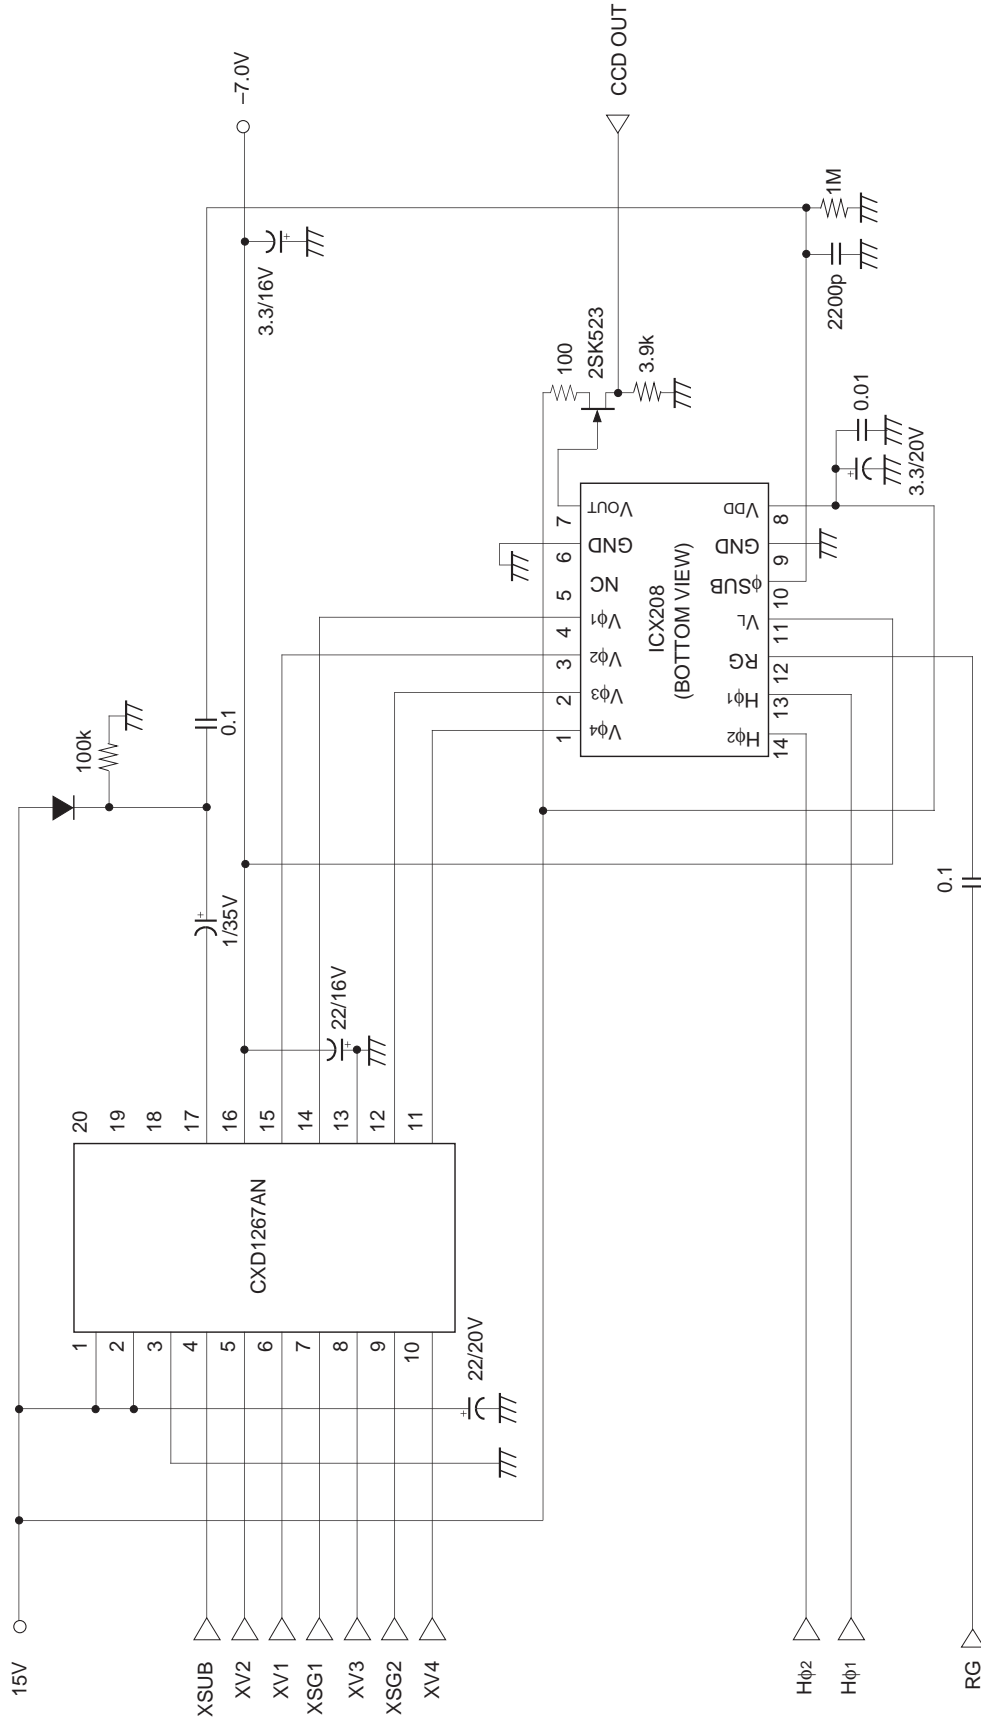 15V
XSUB
XV2
XV1
XSG1
XV3
XSG2
XV4
Hϕ2
Hϕ1
RG
22/20V
1
2
3
4
5
6
7
8
9
10
CXD1267AN
20
19
18
17
16
15
14
13
12
11
22/16V
1/35V
+
100k
0.1
0.1
–7.0V
3.3/16V
+
CCD OUT
100
2SK523
3.9k
1M
2200p
0.01
3.3/20V
+
ICX208
(BOTTOM VIEW)
1
2
3
4
5
6
7
Vϕ4
Vϕ3
Vϕ2
Vϕ1
NC
GND
VOUT
Hϕ2
Hϕ1
RG
VL
ϕSUB
GND
VDD
14
13
12
11
10
9
8
+
+